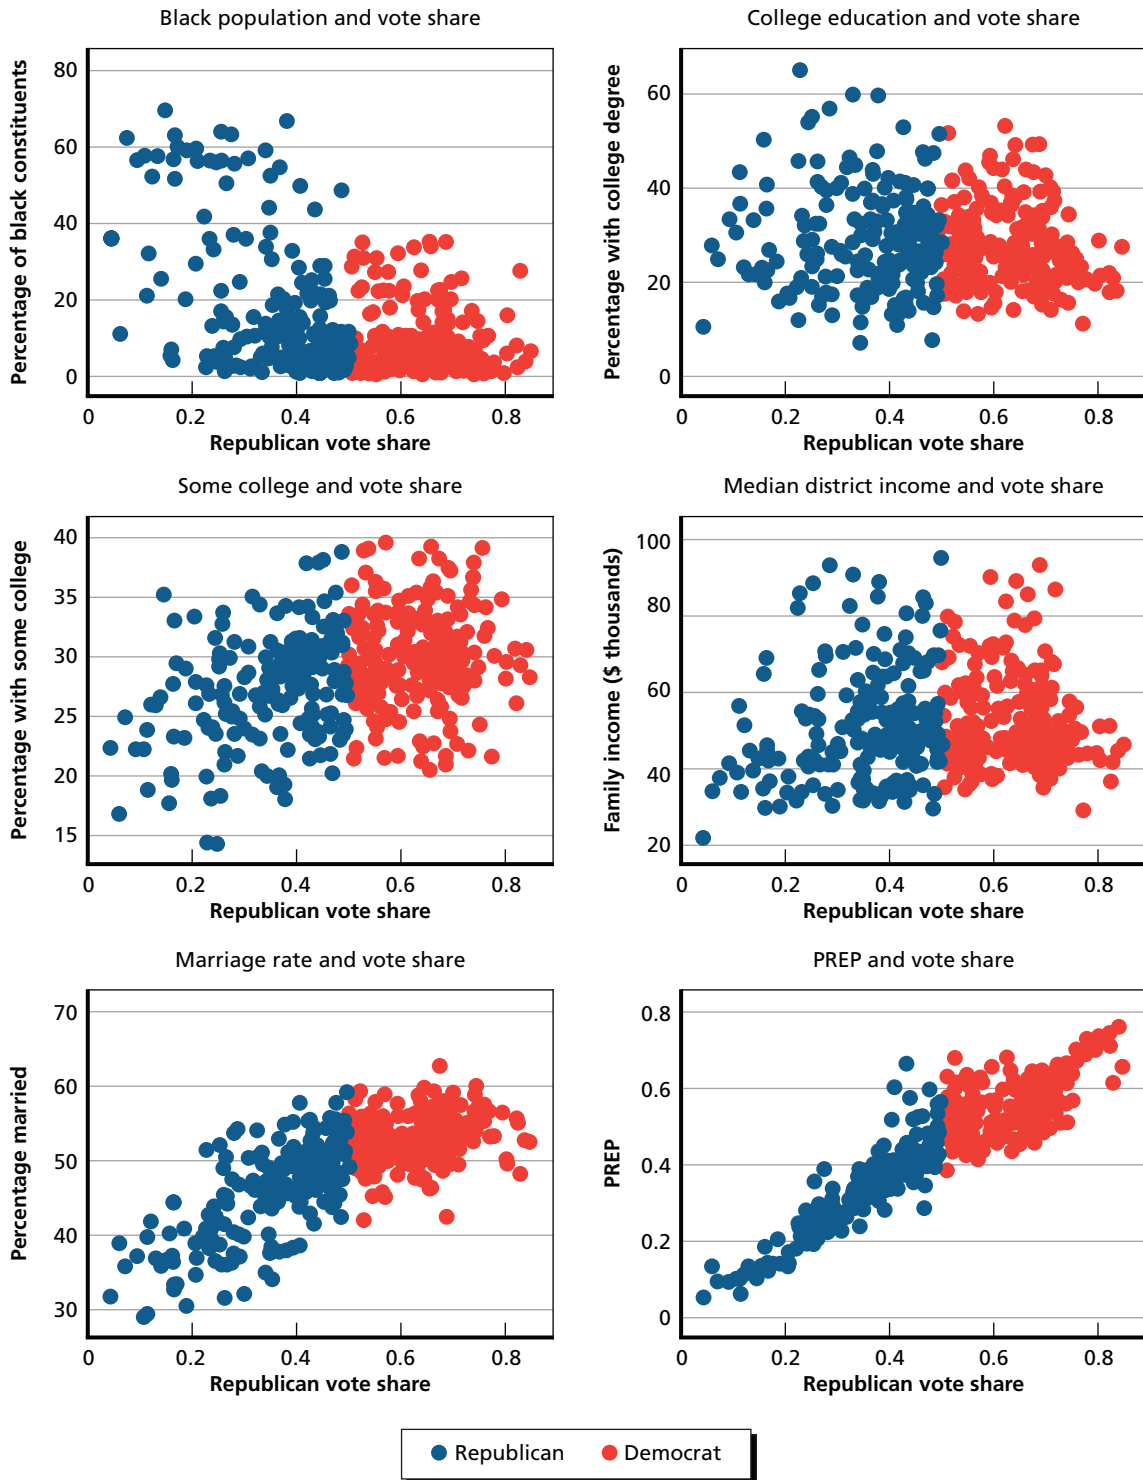 Black population and vote share
Percentage of black constituents
80
60
40
20
0
0 0.2 0.4 0.6 0.8
Republican vote share
College education and vote share
Percentage with college degree
60
40
20
0
0 0.2 0.4 0.6 0.8
Republican vote share
Some college and vote share
Percentage with some college
40
35
30
25
20
15
0 0.2 0.4 0.6 0.8
Republican vote share
Median district income and vote share
Family income ($ thousands)
100
80
60
40
20
0 0.2 0.4 0.6 0.8
Republican vote share
Marriage rate and vote share
Percentage married
70
60
50
40
30
0 0.2 0.4 0.6 0.8
Republican vote share
PREP and vote share
PREP
0.8
0.6
0.4
0.2
0
0 0.2 0.4 0.6 0.8
Republican vote share
Republican Democrat